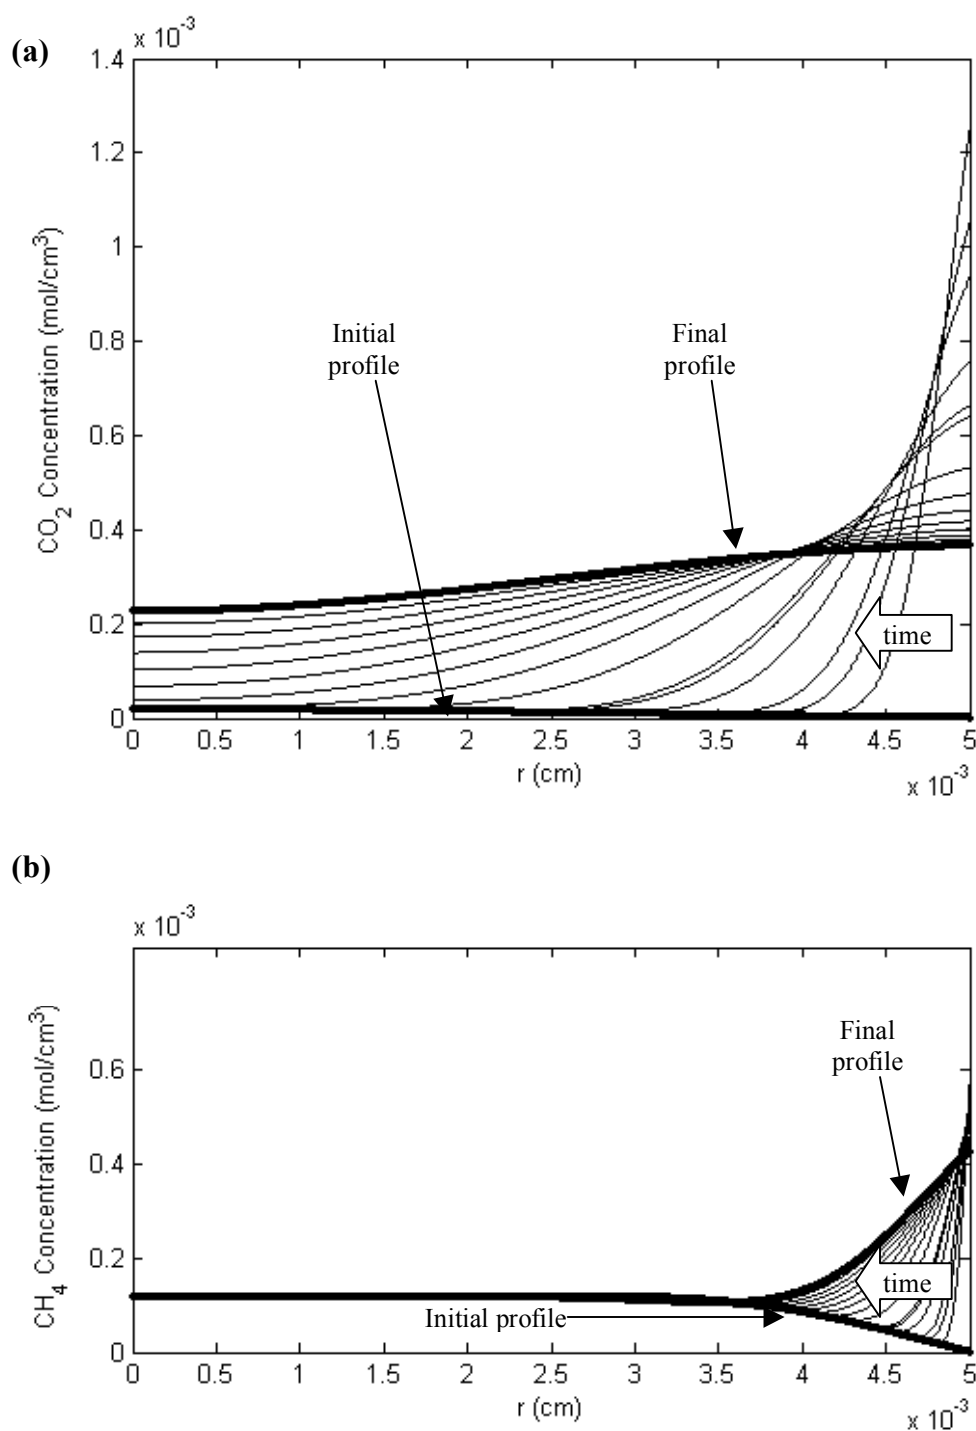 (a)
x 10^-3
1.4
1.2
1
0.8
0.6
0.4
0.2
0
CO2 Concentration (mol/cm^3)
Initial
profile
Final
profile
time
0 0.5 1 1.5 2 2.5 3 3.5 4 4.5 5
r (cm)
x 10^-3
(b)
x 10^-3
0.6
0.4
0.2
0
CH4 Concentration (mol/cm^3)
Final
profile
time
Initial profile
0 0.5 1 1.5 2 2.5 3 3.5 4 4.5 5
r (cm)
x 10^-3